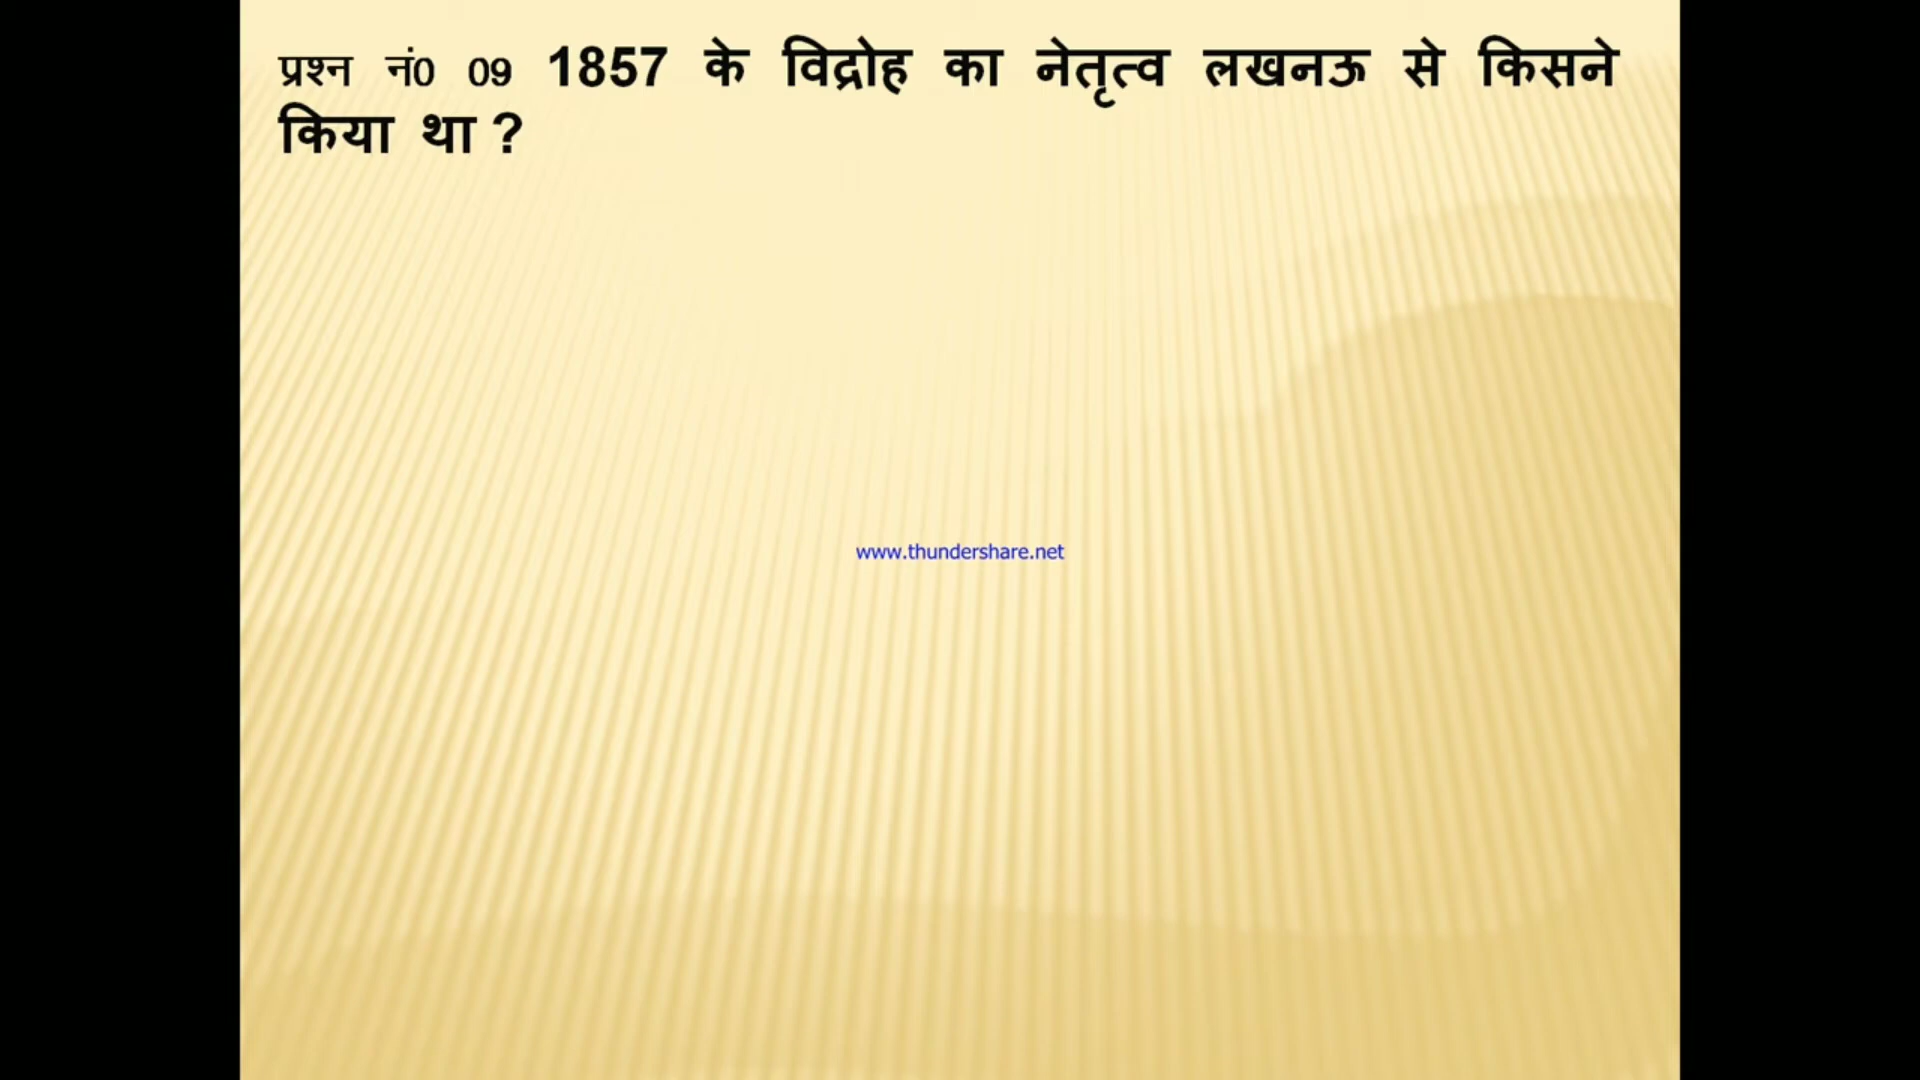 प्रश्न नं0 09 1857 के विद्रोह का नेतृत्व लखनऊ से किसने
किया था ?
www.thundershare.net